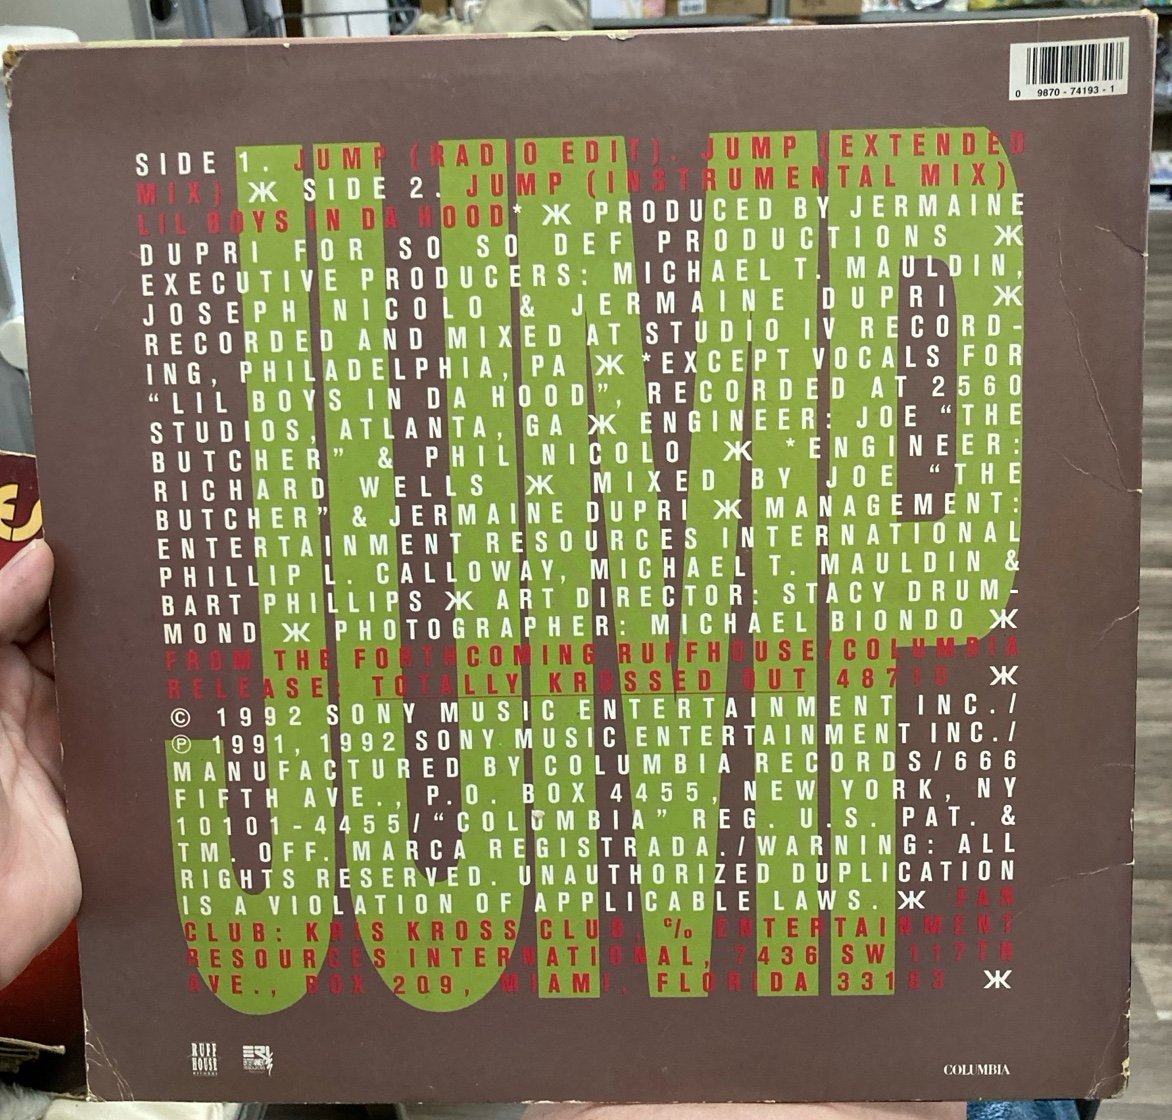 0 9870 - 74193 - 1
SIDE 1. JUMP (RADIO EDIT). JUMP (EXTENDED
MIX) Ж SIDE 2. JUMP (INSTRUMENTAL MIX)
LIL BOYS IN DA HOOD* Ж PRODUCED BY JERMAINE
DUPRI FOR SO SO DEF PRODUCTIONS Ж
EXECUTIVE PRODUCERS: MICHAEL T. MAULDIN,
JOSEPH NICOLO & JERMAINE DUPRI Ж
RECORDED AND MIXED AT STUDIO IV RECORD-
ING, PHILADELPHIA, PA Ж *EXCEPT VOCALS FOR
“LIL BOYS IN DA HOOD”, RECORDED AT 2560
STUDIOS, ATLANTA, GA Ж ENGINEER: JOE “THE
BUTCHER” & PHIL NICOLO Ж *ENGINEER:
RICHARD WELLS Ж MIXED BY JOE “THE
BUTCHER” & JERMAINE DUPRI Ж MANAGEMENT:
ENTERTAINMENT RESOURCES INTERNATIONAL
PHILLIP L. CALLOWAY, MICHAEL T. MAULDIN &
BART PHILLIPS Ж ART DIRECTOR: STACY DRUM-
MOND Ж PHOTOGRAPHER: MICHAEL BIONDO Ж
FROM THE FORTHCOMING RUFFHOUSE/COLUMBIA
RELEASE: TOTALLY KROSSED OUT 48710 Ж
© 1992 SONY MUSIC ENTERTAINMENT INC./
℗ 1991, 1992 SONY MUSIC ENTERTAINMENT INC./
MANUFACTURED BY COLUMBIA RECORDS/666
FIFTH AVE., P.O. BOX 4455, NEW YORK, NY
10101-4455/“COLUMBIA” REG. U.S. PAT. &
TM. OFF. MARCA REGISTRADA./WARNING: ALL
RIGHTS RESERVED. UNAUTHORIZED DUPLICATION
IS A VIOLATION OF APPLICABLE LAWS. Ж FAN
CLUB: KRIS KROSS CLUB, c/o ENTERTAINMENT
RESOURCES INTERNATIONAL, 7436 SW 117TH
AVE., BOX 209, MIAMI, FLORIDA 33183 Ж
JUMP
RUFF
HOUSE
RECORDS
ERI
COLUMBIA